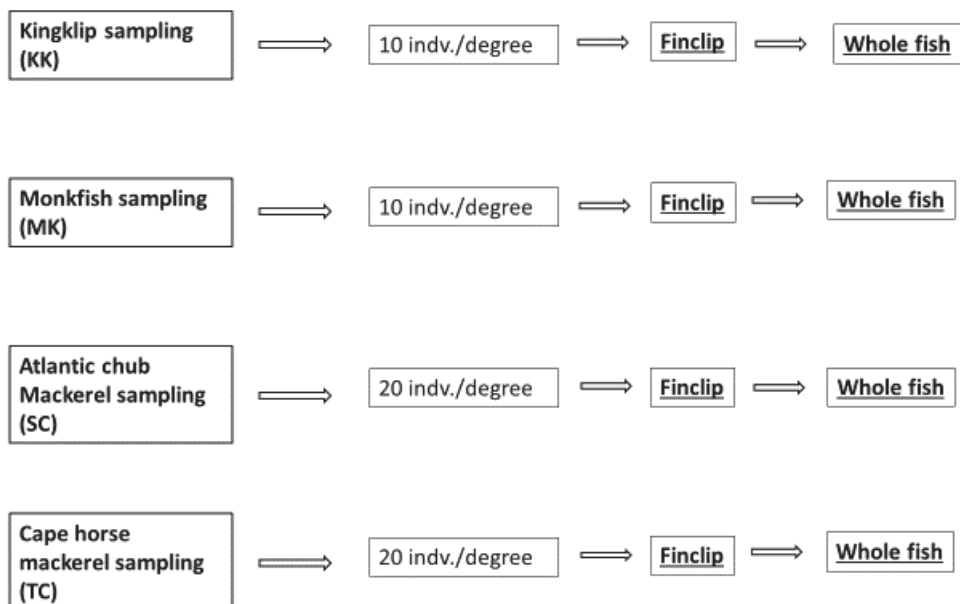 Kingklip sampling
(KK)
10 indv./degree
Finclip
Whole fish
Monkfish sampling
(MK)
10 indv./degree
Finclip
Whole fish
Atlantic chub
Mackerel sampling
(SC)
20 indv./degree
Finclip
Whole fish
Cape horse
mackerel sampling
(TC)
20 indv./degree
Finclip
Whole fish